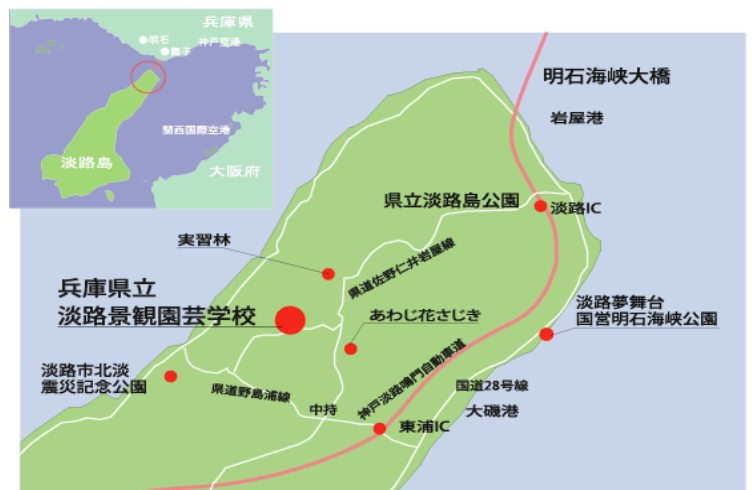 兵庫県
明石
舞子
神戸空港
関西国際空港
淡路島
大阪府
明石海峡大橋
岩屋港
県立淡路島公園
淡路IC
実習林
県道佐野仁井岩屋線
兵庫県立
淡路景観園芸学校
あわじ花さじき
淡路夢舞台
国営明石海峡公園
淡路市北淡
震災記念公園
県道野島浦線
中持
神戸淡路鳴門自動車道
国道28号線
大磯港
東浦IC